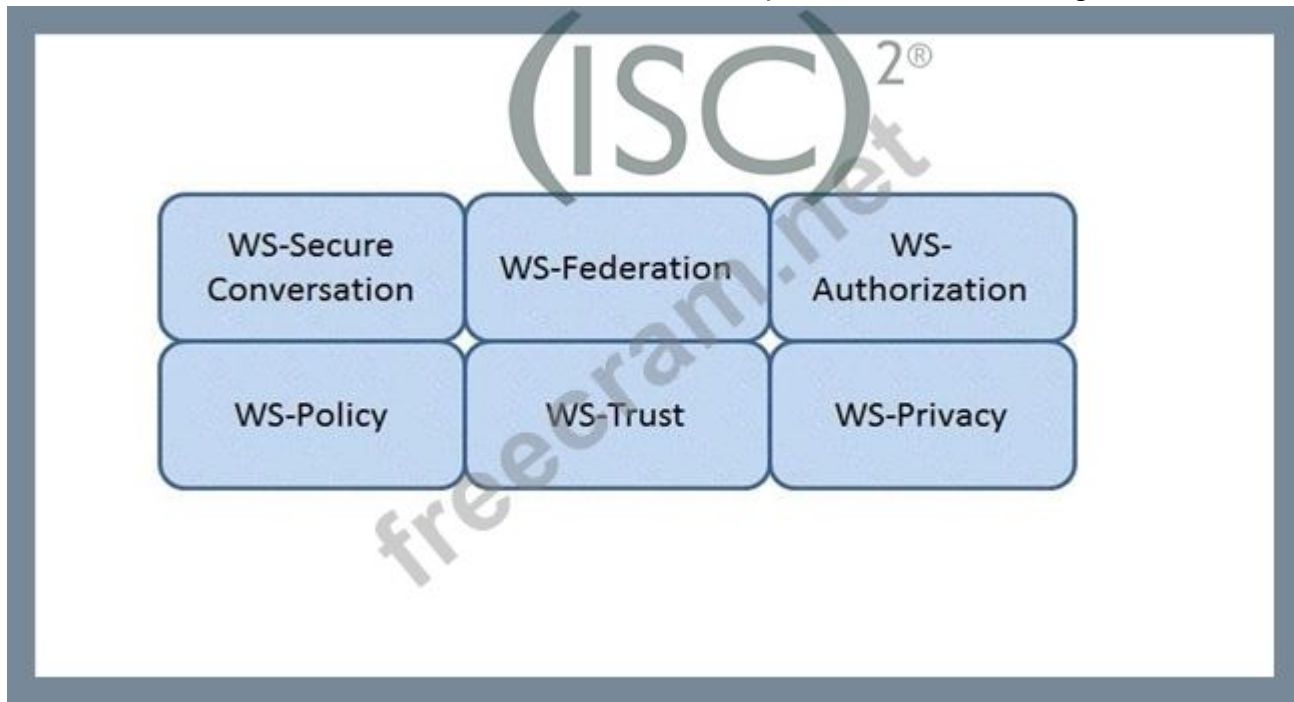 (ISC)2®
WS-Secure
Conversation
WS-Federation
WS-
Authorization
WS-Policy
WS-Trust
WS-Privacy
freecram.net